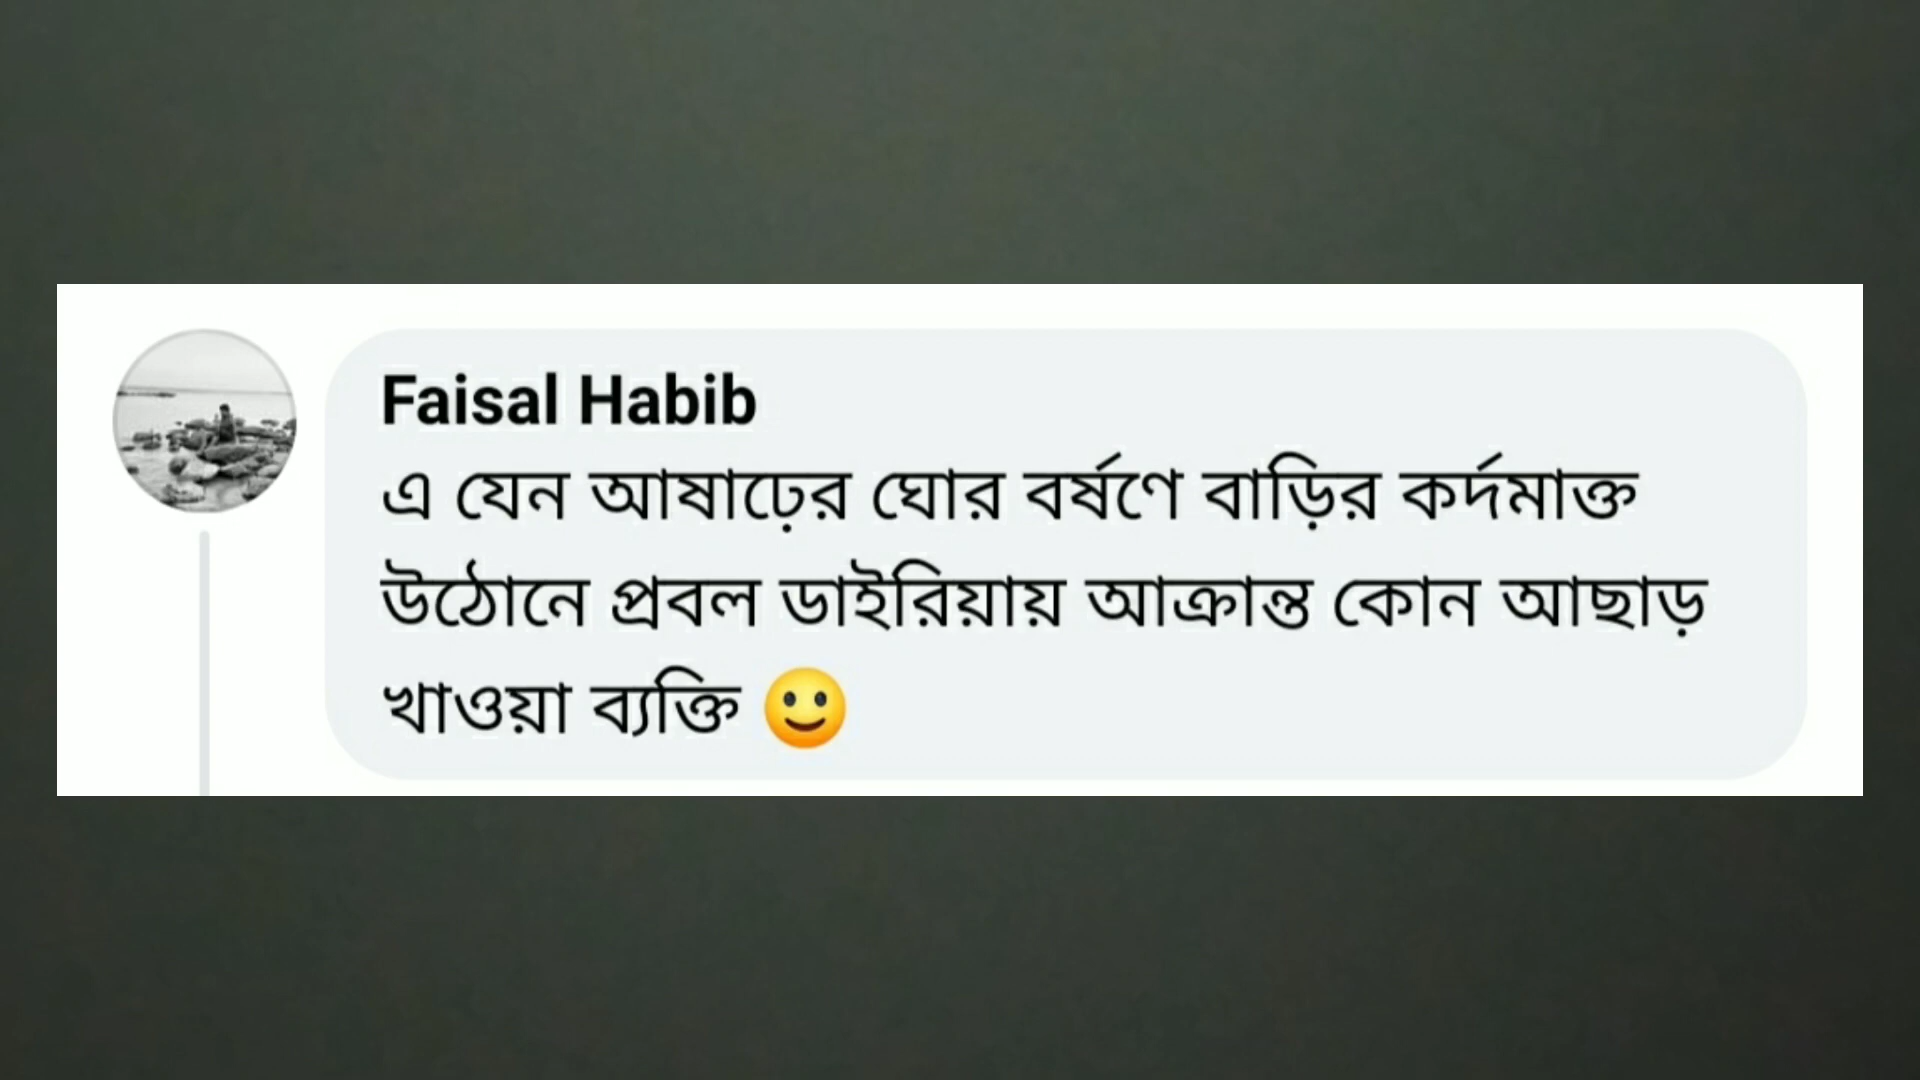 Faisal Habib
এ যেন আষাঢ়ের ঘোর বর্ষণে বাড়ির কর্দমাক্ত
উঠোনে প্রবল ডাইরিয়ায় আক্রান্ত কোন আছাড়
খাওয়া ব্যক্তি 🙂